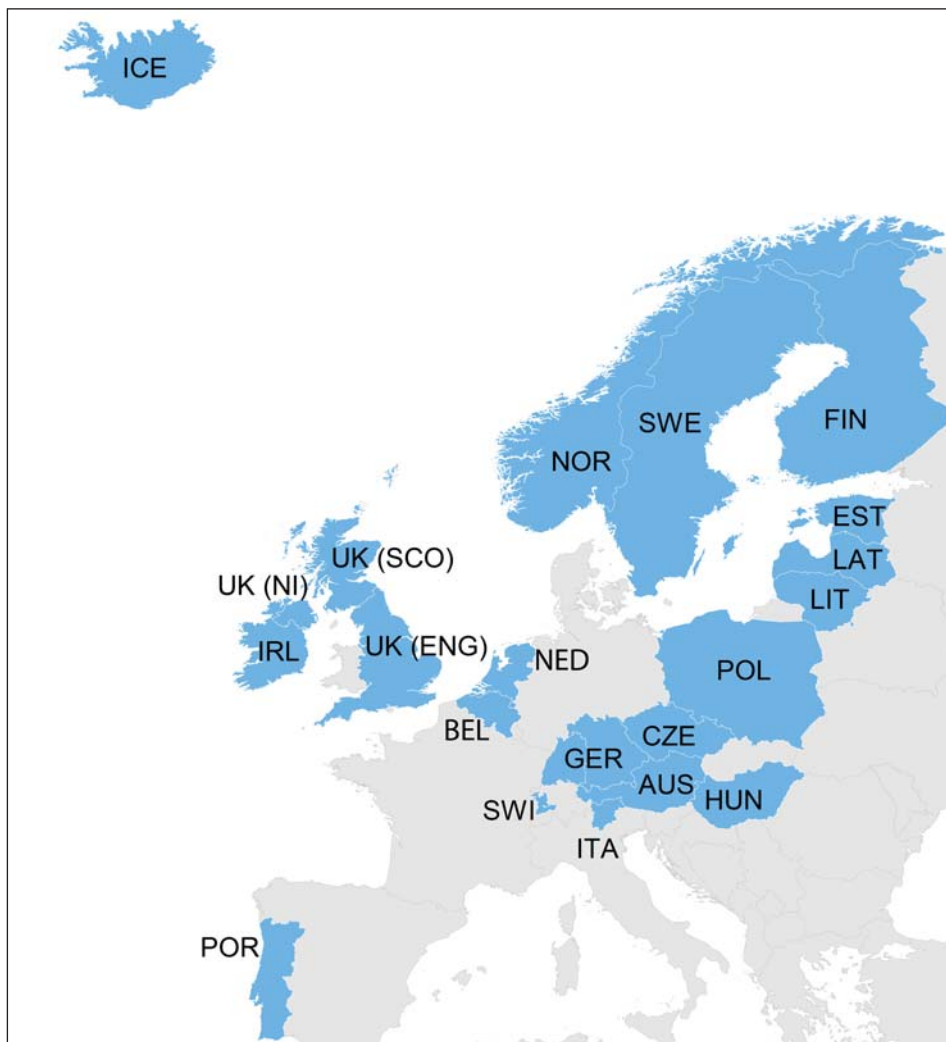 ICE
SWE
FIN
NOR
EST
UK (SCO)
LAT
UK (NI)
LIT
IRL
UK (ENG)
NED
POL
BEL
CZE
GER
AUS
HUN
SWI
ITA
POR